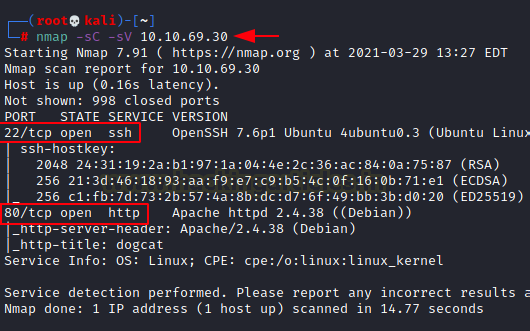 ┌──(root💀kali)-[~]
└─# nmap -sC -sV 10.10.69.30
Starting Nmap 7.91 ( https://nmap.org ) at 2021-03-29 13:27 EDT
Nmap scan report for 10.10.69.30
Host is up (0.16s latency).
Not shown: 998 closed ports
PORT   STATE SERVICE VERSION
22/tcp open  ssh     OpenSSH 7.6p1 Ubuntu 4ubuntu0.3 (Ubuntu Linux
| ssh-hostkey:
|   2048 24:31:19:2a:b1:97:1a:04:4e:2c:36:ac:84:0a:75:87 (RSA)
|   256 21:3d:46:18:93:aa:f9:e7:c9:b5:4c:0f:16:0b:71:e1 (ECDSA)
|_  256 c1:fb:7d:73:2b:57:4a:8b:dc:d7:6f:49:bb:3b:d0:20 (ED25519)
80/tcp open  http    Apache httpd 2.4.38 ((Debian))
|_http-server-header: Apache/2.4.38 (Debian)
|_http-title: dogcat
Service Info: OS: Linux; CPE: cpe:/o:linux:linux_kernel
Service detection performed. Please report any incorrect results a
Nmap done: 1 IP address (1 host up) scanned in 14.77 seconds